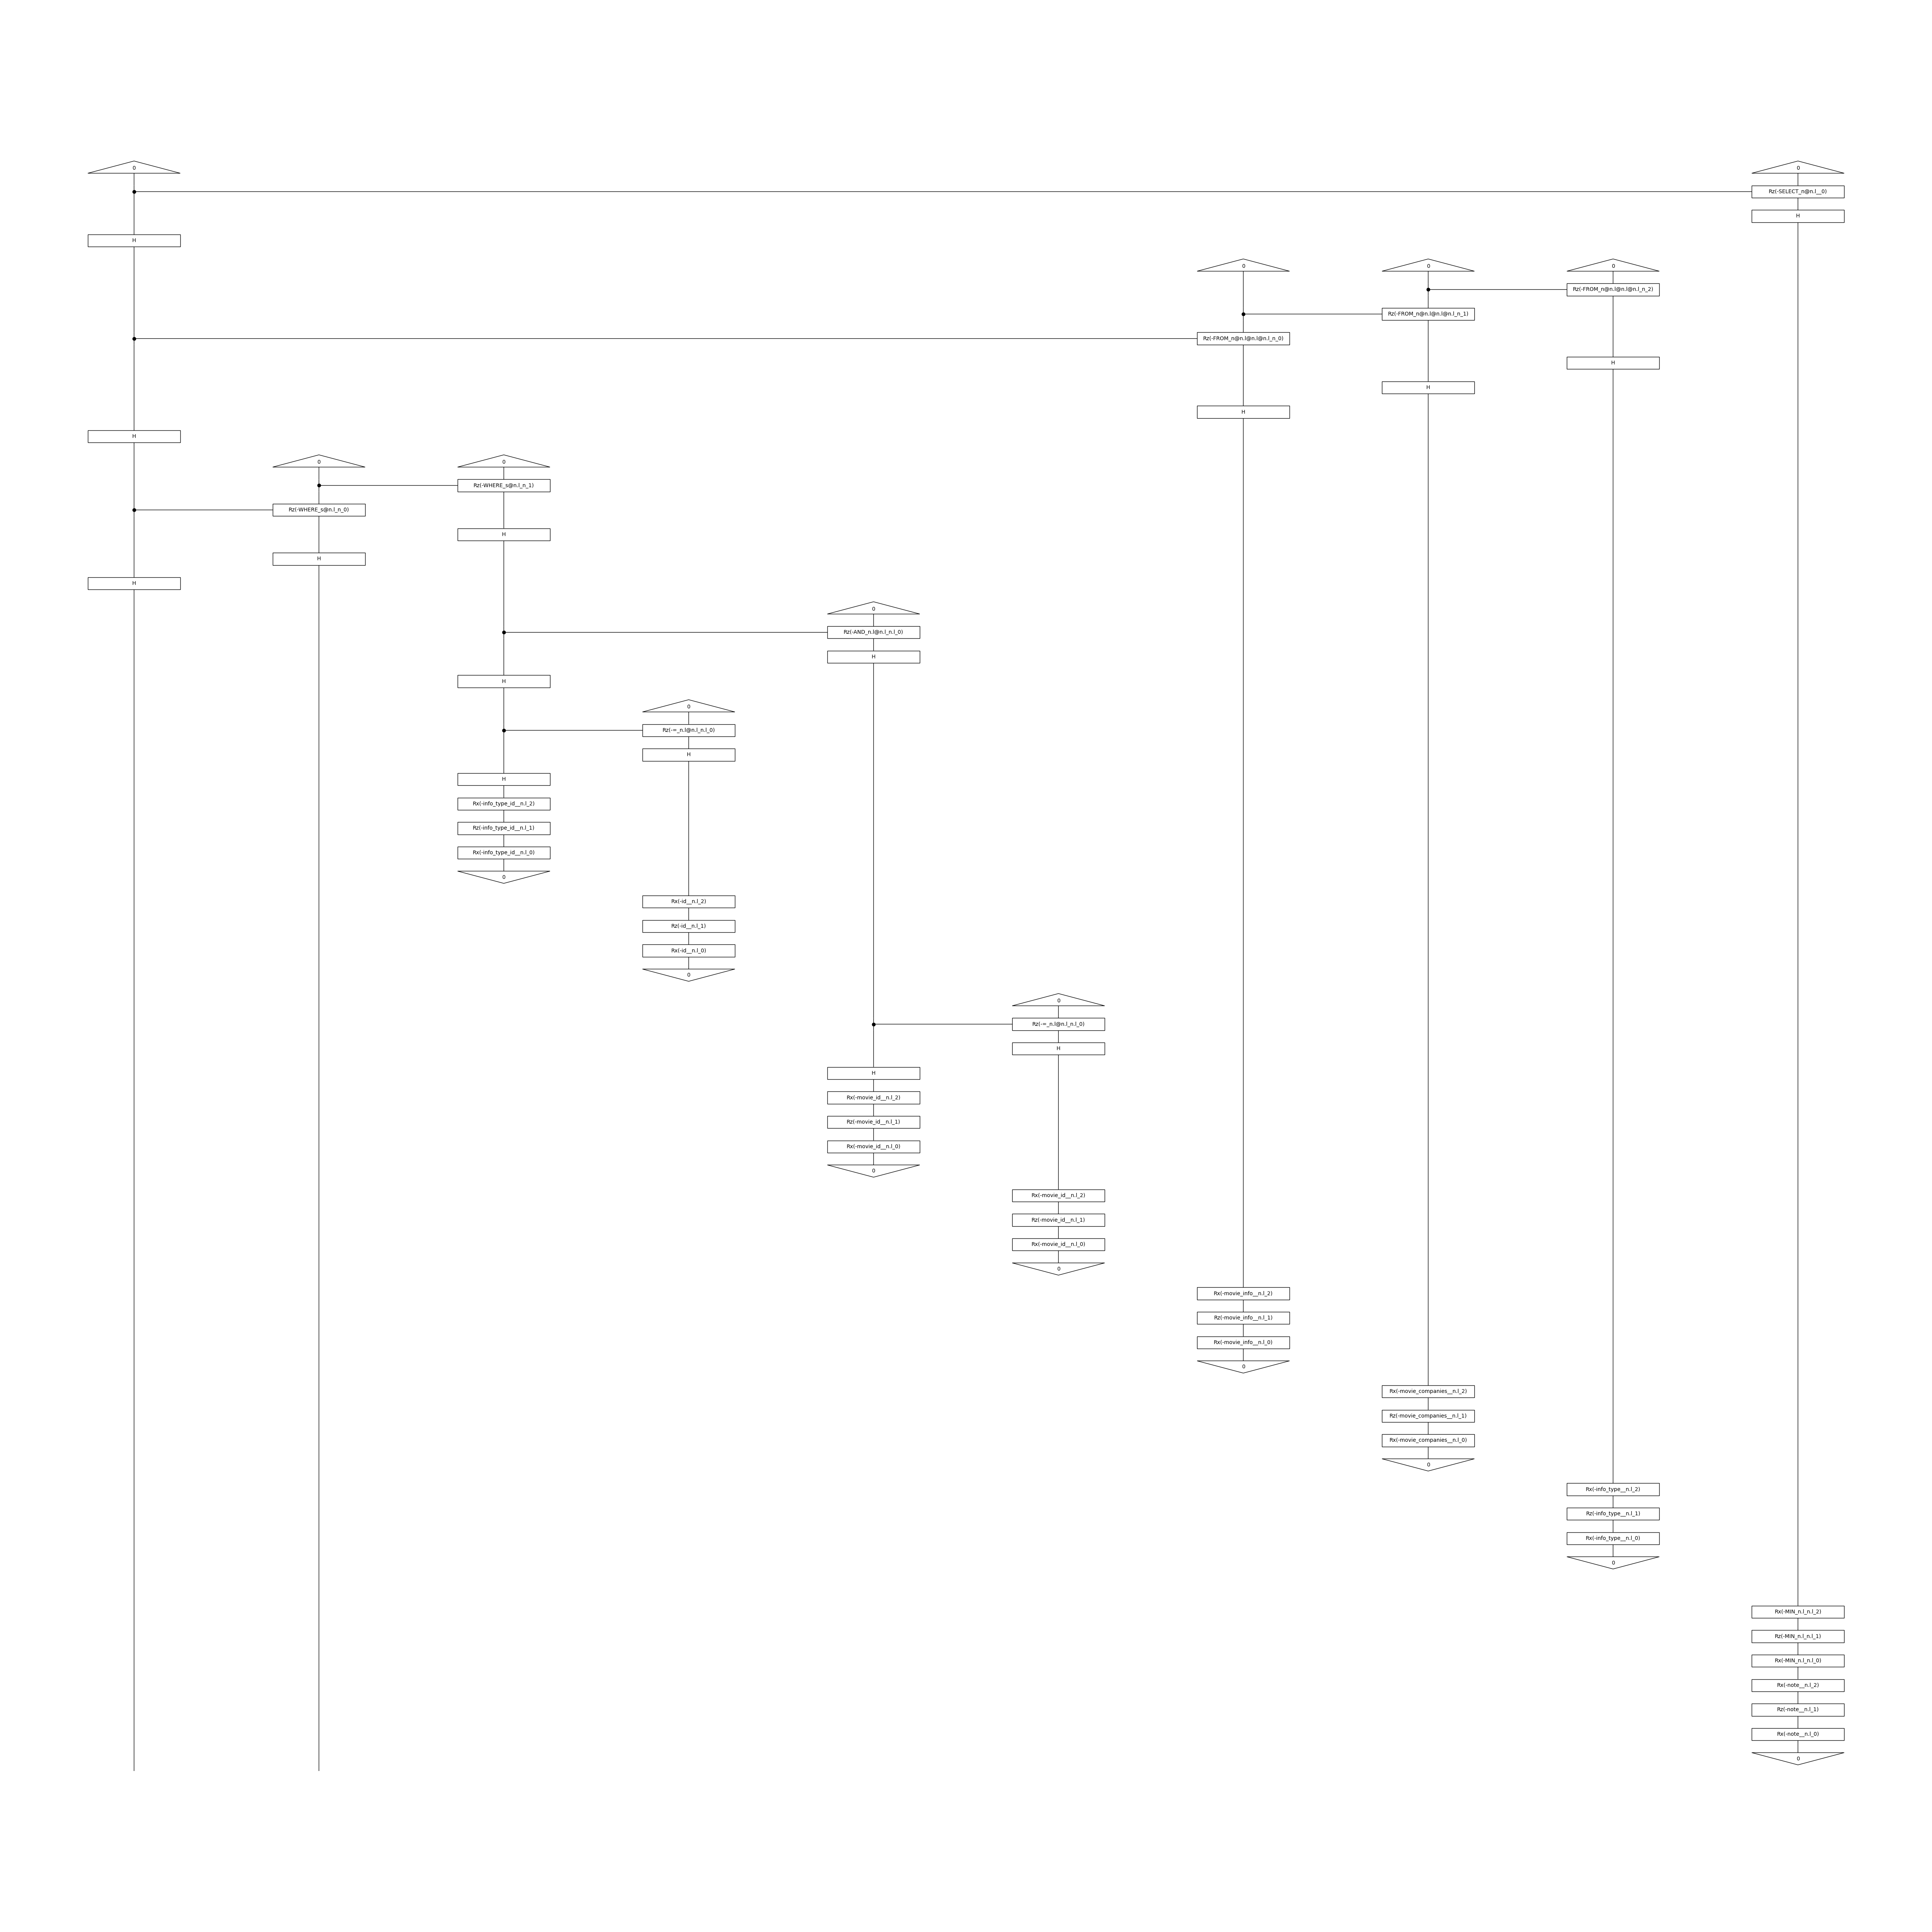 0 0
Rz(-SELECT_n@n.l__0)
H
H
0 0 0
Rz(-FROM_n@n.l@n.l@n.l_n_2)
Rz(-FROM_n@n.l@n.l@n.l_n_1)
Rz(-FROM_n@n.l@n.l@n.l_n_0)
H
H
H
H
0 0
Rz(-WHERE_s@n.l_n_1)
Rz(-WHERE_s@n.l_n_0)
H
H
H
0
Rz(-AND_n.l@n.l_n.l_0)
H
H
0
Rz(-=_n.l@n.l_n.l_0)
H
H
Rx(-info_type_id__n.l_2)
Rz(-info_type_id__n.l_1)
Rx(-info_type_id__n.l_0)
0
Rx(-id__n.l_2)
Rz(-id__n.l_1)
Rx(-id__n.l_0)
0
0
Rz(-=_n.l@n.l_n.l_0)
H
H
Rx(-movie_id__n.l_2)
Rz(-movie_id__n.l_1)
Rx(-movie_id__n.l_0)
0
Rx(-movie_id__n.l_2)
Rz(-movie_id__n.l_1)
Rx(-movie_id__n.l_0)
0
Rx(-movie_info__n.l_2)
Rz(-movie_info__n.l_1)
Rx(-movie_info__n.l_0)
0
Rx(-movie_companies__n.l_2)
Rz(-movie_companies__n.l_1)
Rx(-movie_companies__n.l_0)
0
Rx(-info_type__n.l_2)
Rz(-info_type__n.l_1)
Rx(-info_type__n.l_0)
0
Rx(-MIN_n.l_n.l_2)
Rz(-MIN_n.l_n.l_1)
Rx(-MIN_n.l_n.l_0)
Rx(-note__n.l_2)
Rz(-note__n.l_1)
Rx(-note__n.l_0)
0